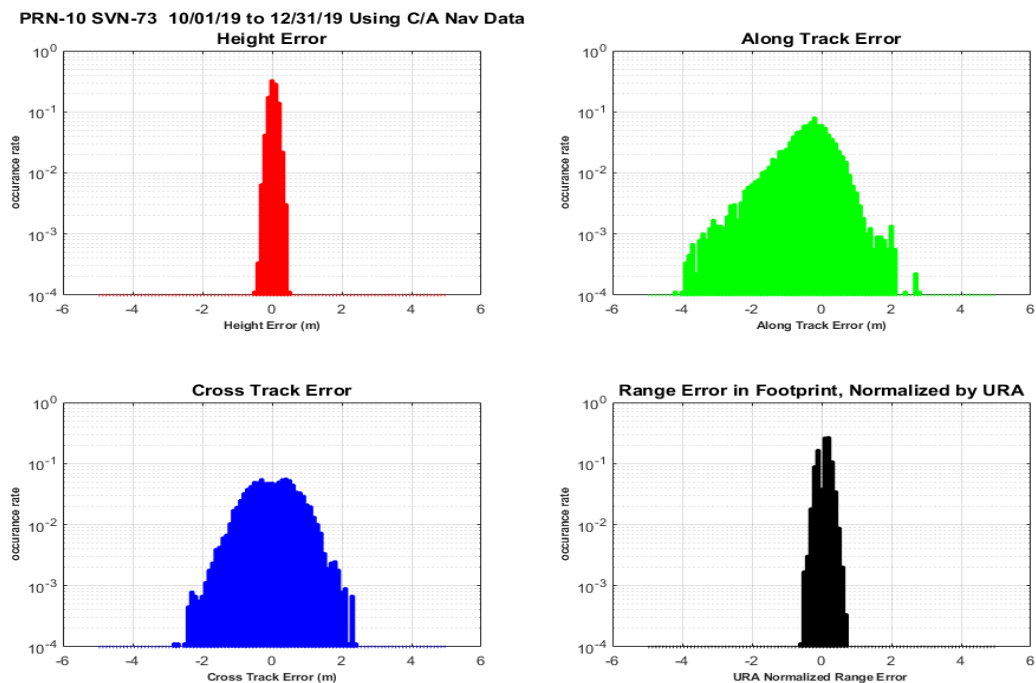 PRN-10 SVN-73  10/01/19 to 12/31/19 Using C/A Nav Data
Height Error
10^0
10^-1
10^-2
10^-3
10^-4
occurance rate
-6 -4 -2 0 2 4 6
Height Error (m)
Along Track Error
10^0
10^-1
10^-2
10^-3
10^-4
occurance rate
-6 -4 -2 0 2 4 6
Along Track Error (m)
Cross Track Error
10^0
10^-1
10^-2
10^-3
10^-4
occurance rate
-6 -4 -2 0 2 4 6
Cross Track Error (m)
Range Error in Footprint, Normalized by URA
10^0
10^-1
10^-2
10^-3
10^-4
occurance rate
-6 -4 -2 0 2 4 6
URA Normalized Range Error